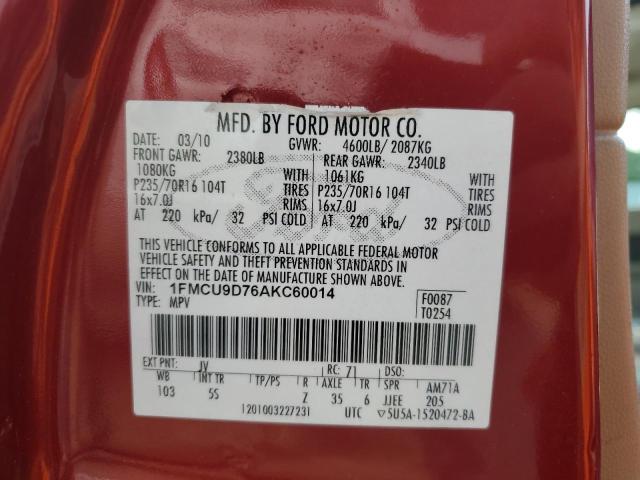 MFD. BY FORD MOTOR CO.
DATE: 03/10 GVWR: 4600LB/ 2087KG
FRONT GAWR: 2380LB REAR GAWR: 2340LB
1080KG WITH 1061KG WITH
P235/70R16 104T TIRES P235/70R16 104T TIRES
16x7.0J RIMS 16x7.0J RIMS
AT 220 kPa/ 32 PSI COLD AT 220 kPa/ 32 PSI COLD
THIS VEHICLE CONFORMS TO ALL APPLICABLE FEDERAL MOTOR
VEHICLE SAFETY AND THEFT PREVENTION STANDARDS IN
EFFECT ON THE DATE OF MANUFACTURE SHOWN ABOVE.
VIN: 1FMCU9D76AKC60014
TYPE: MPV
F0087
T0254
EXT PNT: JV RC: 71 DSO:
WB INT TR TP/PS R AXLE TR SPR AM71A
103 5S Z 35 6 JJEE 205
1201003227231 UTC ▽5U5A-1520472-BA